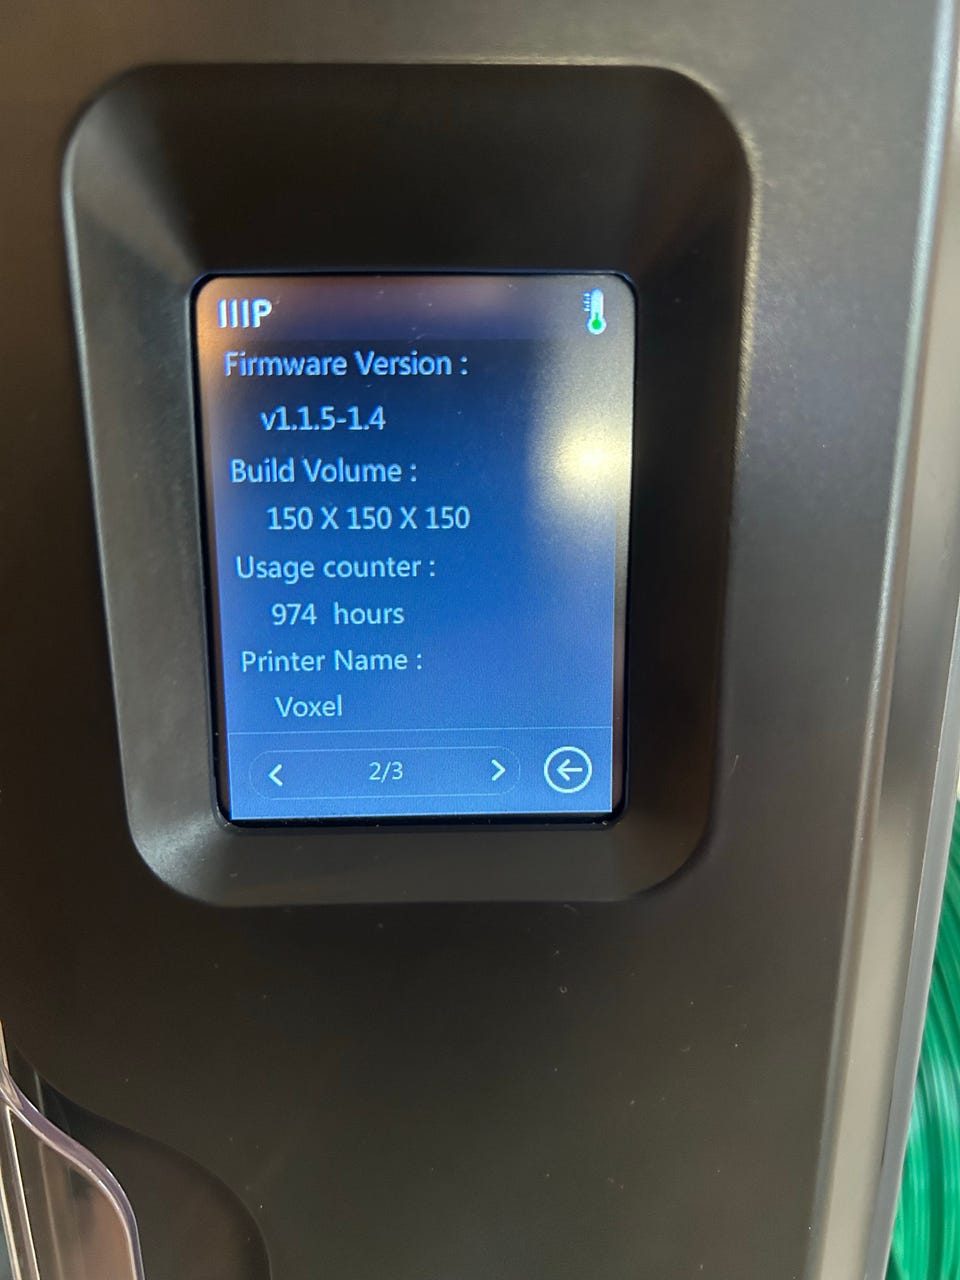 IIIP
Firmware Version :
v1.1.5-1.4
Build Volume :
150 X 150 X 150
Usage counter :
974 hours
Printer Name :
Voxel
2/3